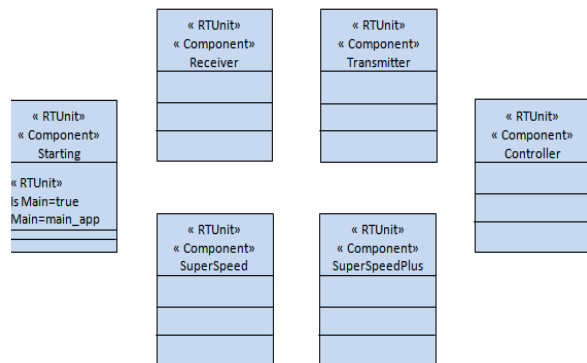 « RTUnit»
« Component»
Receiver
« RTUnit»
« Component»
Transmitter
« RTUnit»
« Component»
Starting
« RTUnit»
Is Main=true
Main=main_app
« RTUnit»
« Component»
Controller
« RTUnit»
« Component»
SuperSpeed
« RTUnit»
« Component»
SuperSpeedPlus